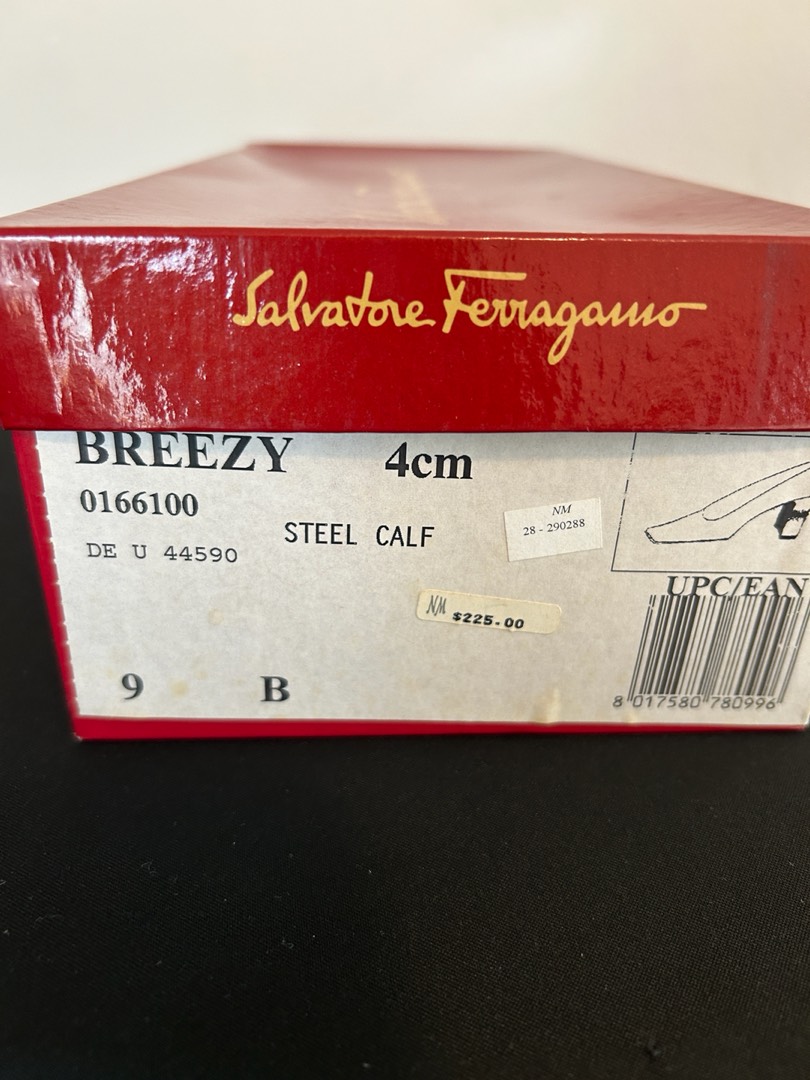 Salvatore Ferragamo
BREEZY 4cm
0166100
STEEL CALF
DE U 44590
NM
28 - 290288
NM $225.00
UPC/EAN
9 B
8 017580 780996